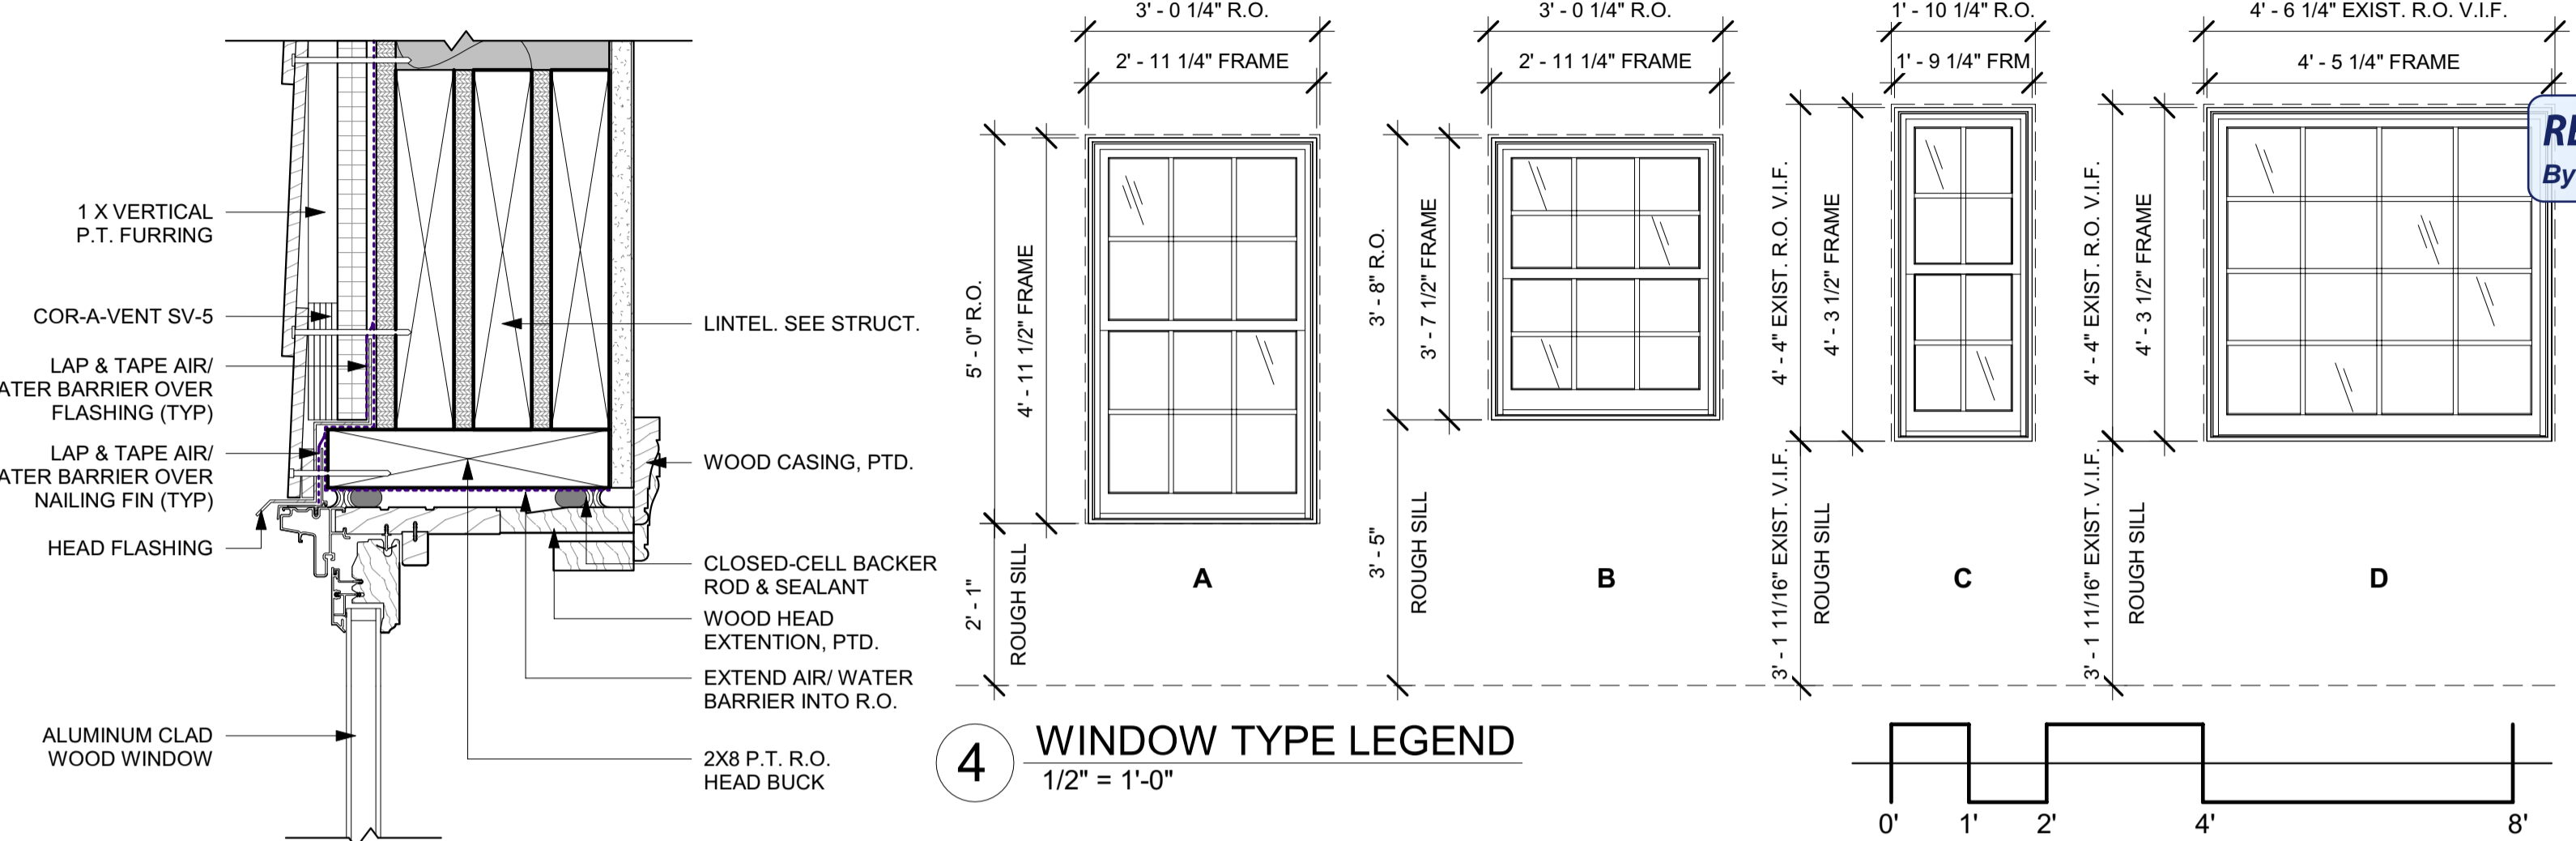 1 X VERTICAL
P.T. FURRING
COR-A-VENT SV-5
LAP & TAPE AIR/
ATER BARRIER OVER
FLASHING (TYP)
LAP & TAPE AIR/
ATER BARRIER OVER
NAILING FIN (TYP)
HEAD FLASHING
ALUMINUM CLAD
WOOD WINDOW
LINTEL. SEE STRUCT.
WOOD CASING, PTD.
CLOSED-CELL BACKER
ROD & SEALANT
WOOD HEAD
EXTENTION, PTD.
EXTEND AIR/ WATER
BARRIER INTO R.O.
2X8 P.T. R.O.
HEAD BUCK
3' - 0 1/4" R.O.
2' - 11 1/4" FRAME
5' - 0" R.O.
4' - 11 1/2" FRAME
2' - 1"
ROUGH SILL
A
3' - 0 1/4" R.O.
2' - 11 1/4" FRAME
3' - 8" R.O.
3' - 7 1/2" FRAME
3' - 5"
ROUGH SILL
B
1' - 10 1/4" R.O.
1' - 9 1/4" FRM
4' - 4" EXIST. R.O. V.I.F.
4' - 3 1/2" FRAME
3' - 1 11/16" EXIST. V.I.F.
ROUGH SILL
C
4' - 6 1/4" EXIST. R.O. V.I.F.
4' - 5 1/4" FRAME
4' - 4" EXIST. R.O. V.I.F.
4' - 3 1/2" FRAME
3' - 1 11/16" EXIST. V.I.F.
ROUGH SILL
D
By
4
WINDOW TYPE LEGEND
1/2" = 1'-0"
0' 1' 2' 4' 8'